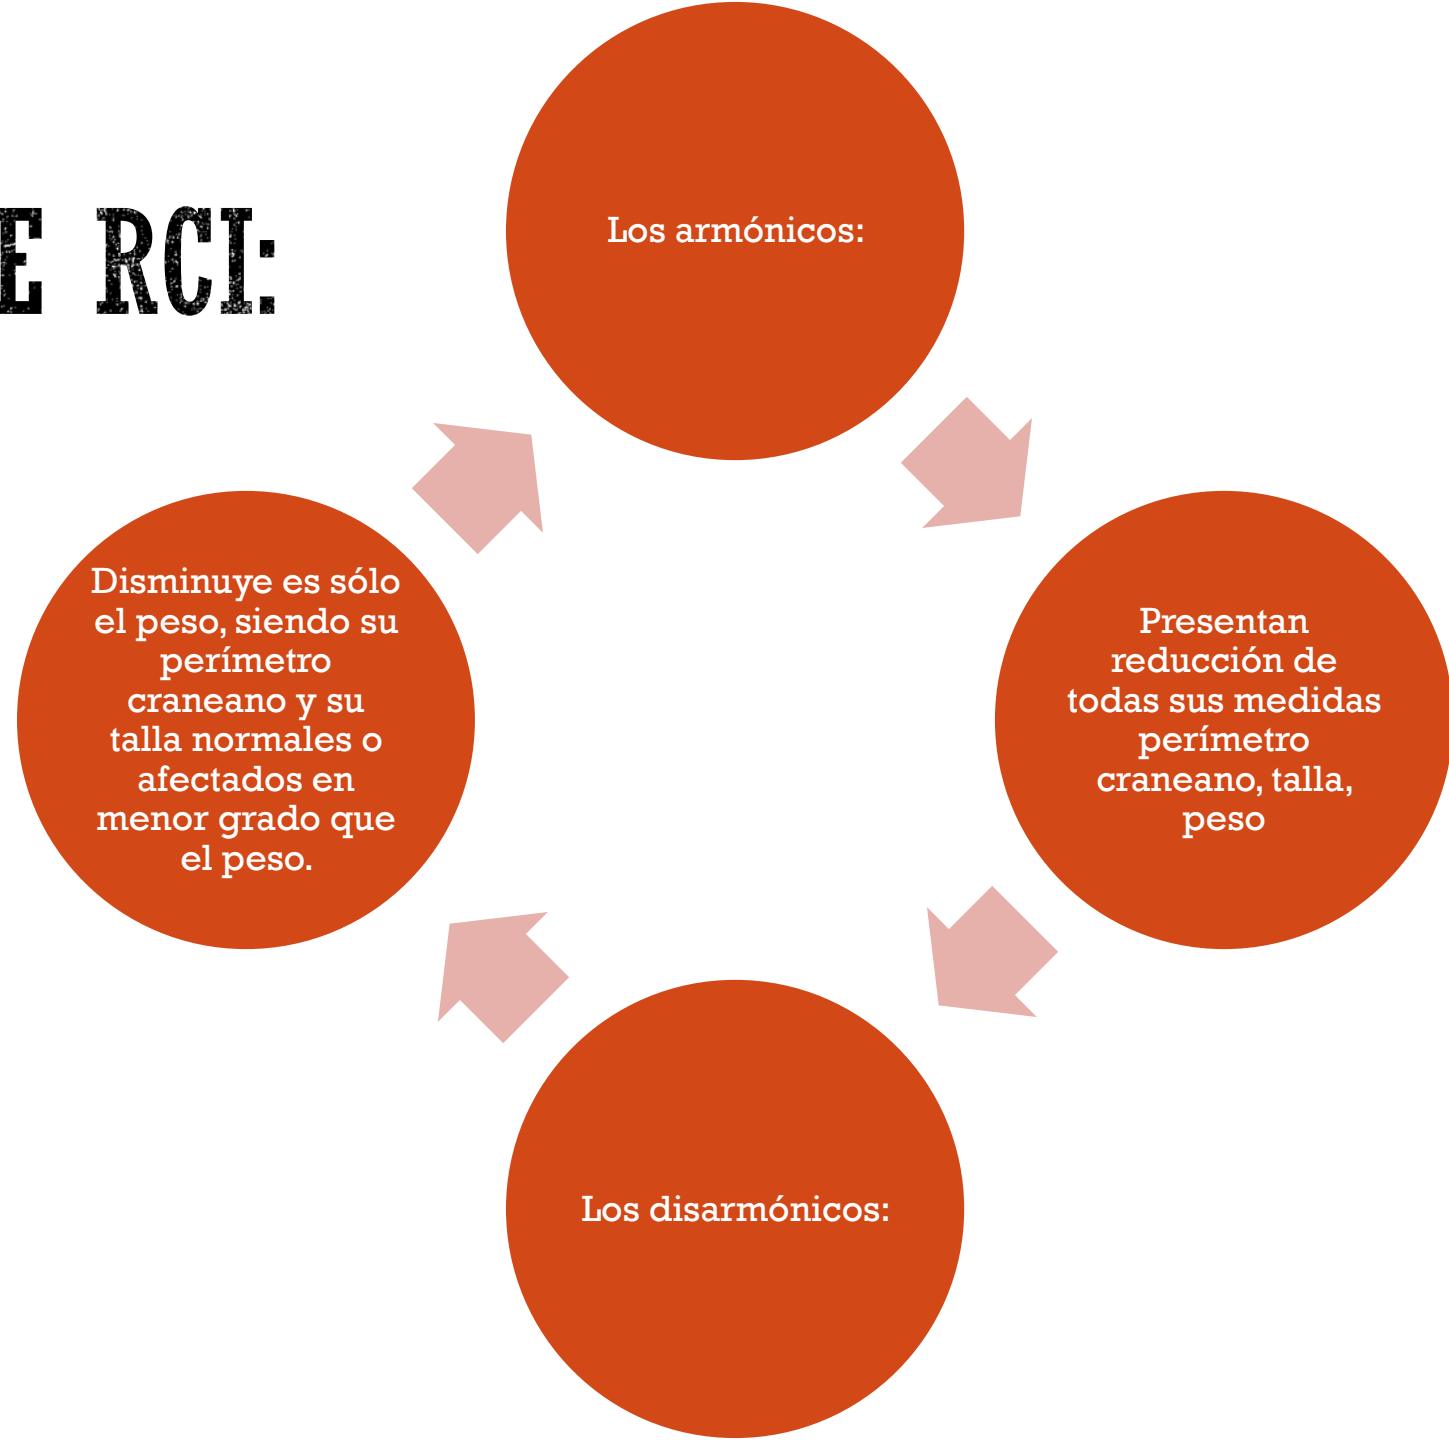 E RCI:
Los armónicos:
Presentan
reducción de
todas sus medidas
perímetro
craneano, talla,
peso
Los disarmónicos:
Disminuye es sólo
el peso, siendo su
perímetro
craneano y su
talla normales o
afectados en
menor grado que
el peso.